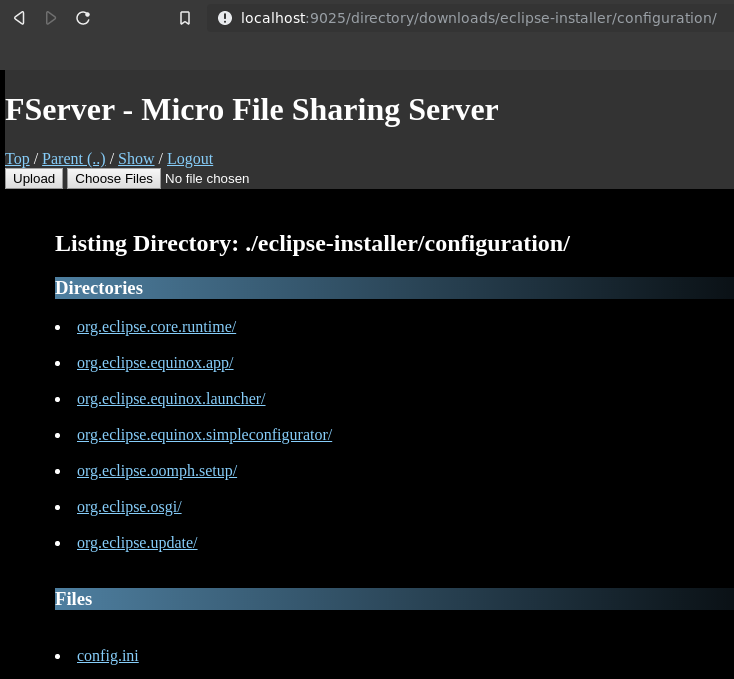 localhost:9025/directory/downloads/eclipse-installer/configuration/
FServer - Micro File Sharing Server
Top / Parent (..) / Show / Logout
Upload Choose Files No file chosen
Listing Directory: ./eclipse-installer/configuration/
Directories
org.eclipse.core.runtime/
org.eclipse.equinox.app/
org.eclipse.equinox.launcher/
org.eclipse.equinox.simpleconfigurator/
org.eclipse.oomph.setup/
org.eclipse.osgi/
org.eclipse.update/
Files
config.ini